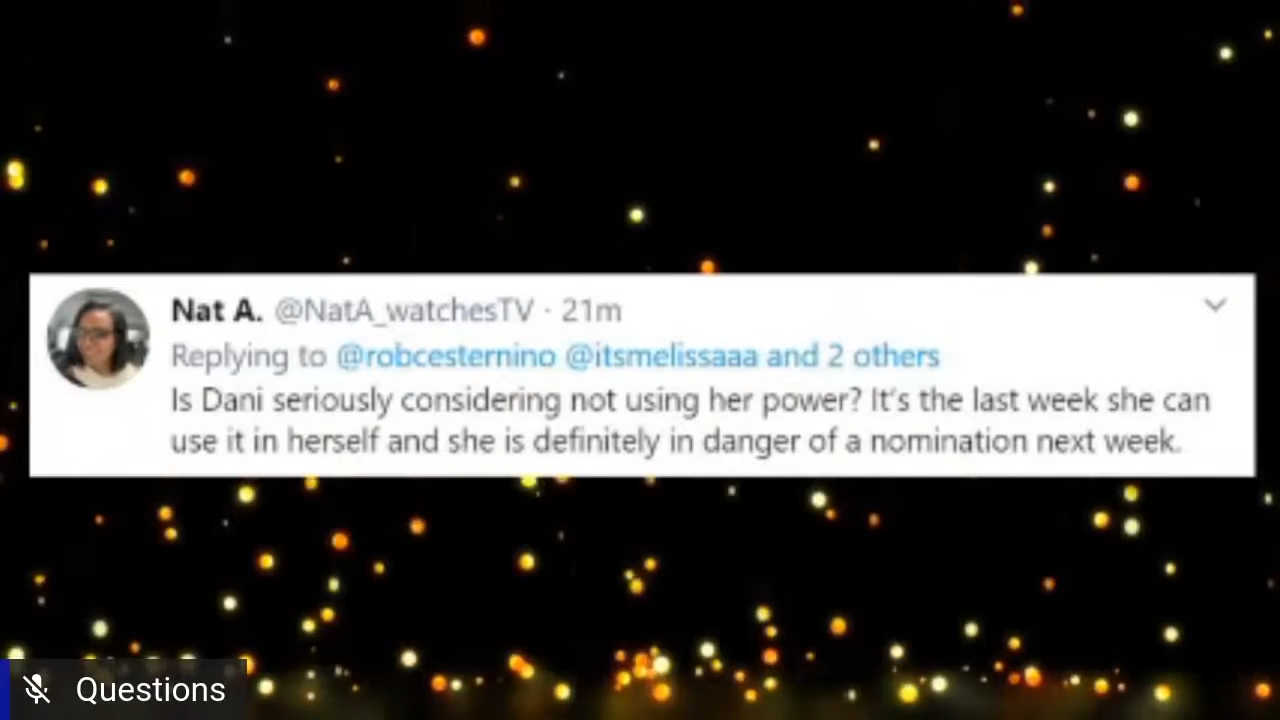 Nat A. @NatA_watchesTV · 21m
Replying to @robcesternino @itsmelissaaa and 2 others
Is Dani seriously considering not using her power? It's the last week she can
use it in herself and she is definitely in danger of a nomination next week.
Questions